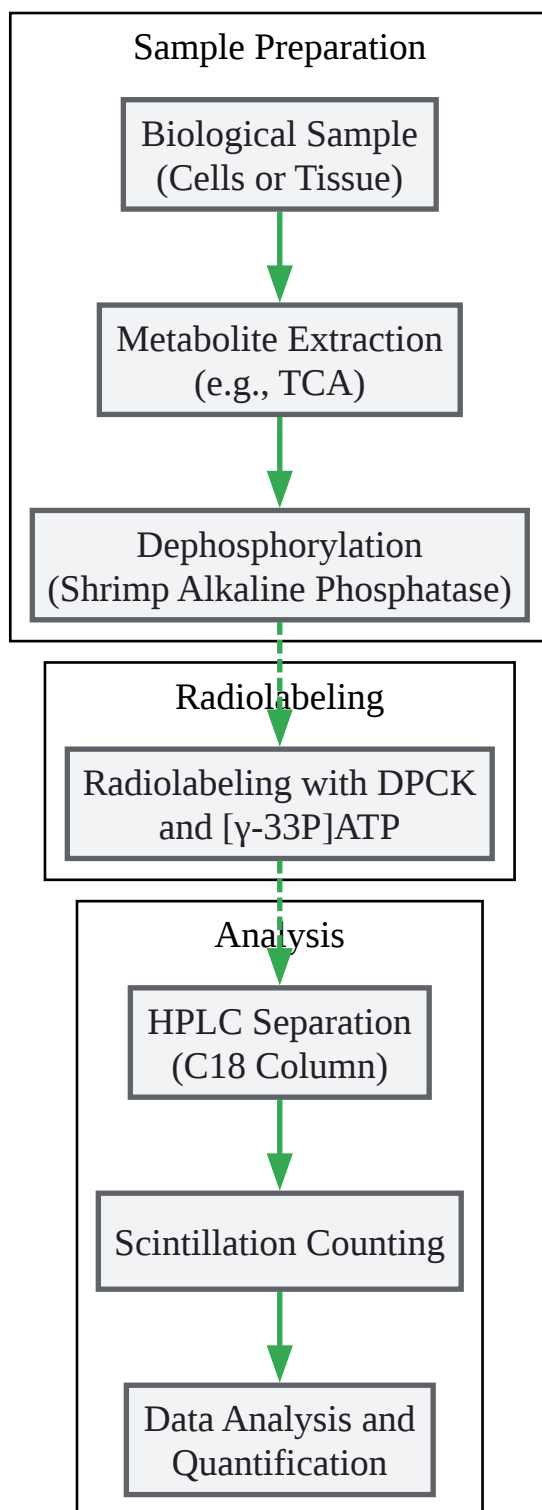 Sample Preparation
Biological Sample
(Cells or Tissue)
Metabolite Extraction
(e.g., TCA)
Dephosphorylation
(Shrimp Alkaline Phosphatase)
Radiolabeling
Radiolabeling with DPCK
and [γ-33P]ATP
Analysis
HPLC Separation
(C18 Column)
Scintillation Counting
Data Analysis and
Quantification